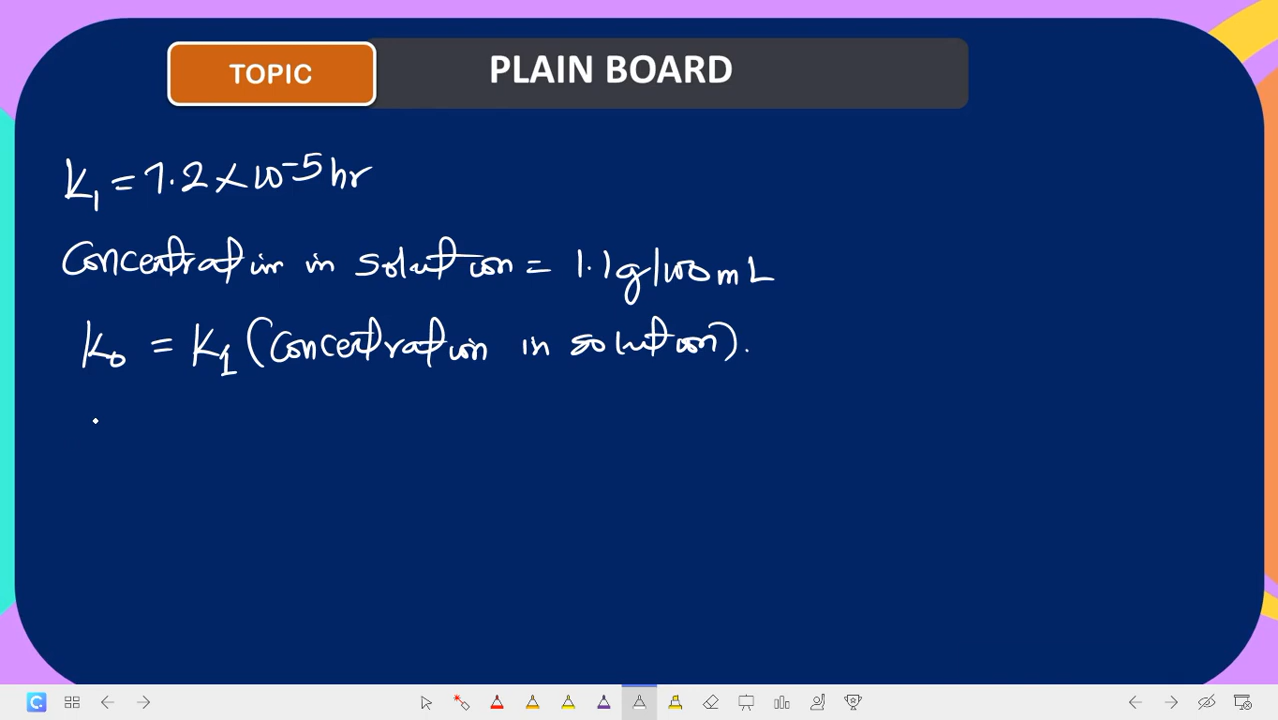 TOPIC
PLAIN BOARD
K₁ = 7.2 × 10⁻⁵ hr
Concentration in solution = 1.1g/100mL
K₀ = K₁ (Concentration in solution).